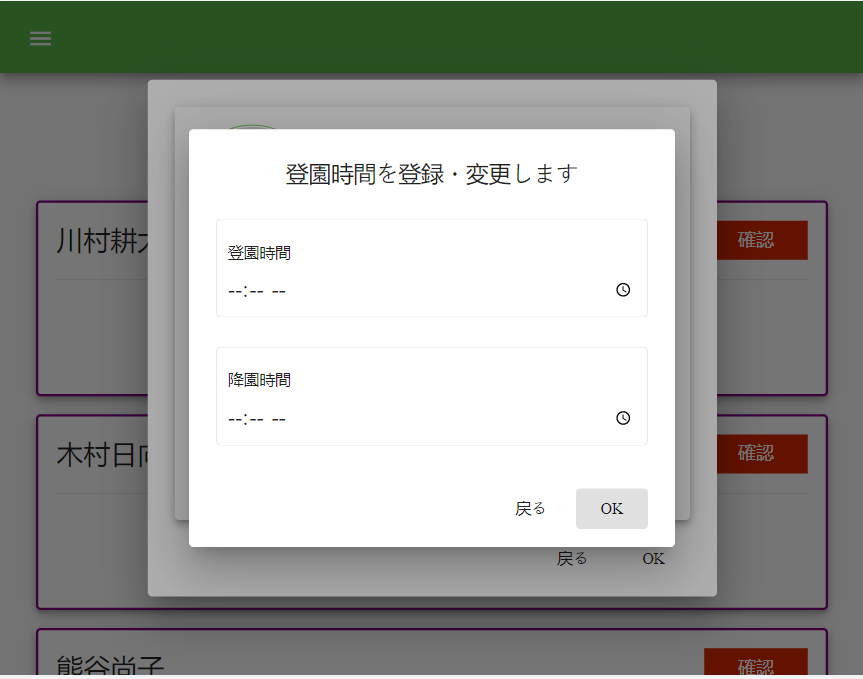 登園時間を登録・変更します
登園時間
--:-- --
降園時間
--:-- --
戻る OK
戻る OK
川村耕
確認
木村日向
確認
熊谷尚子
確認